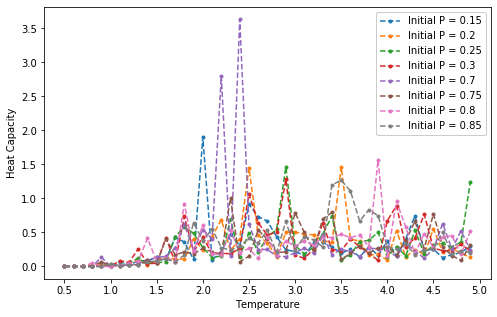 Initial P = 0.15
Initial P = 0.2
Initial P = 0.25
Initial P = 0.3
Initial P = 0.7
Initial P = 0.75
Initial P = 0.8
Initial P = 0.85
Heat Capacity
3.5
3.0
2.5
2.0
1.5
1.0
0.5
0.0
0.5 1.0 1.5 2.0 2.5 3.0 3.5 4.0 4.5 5.0
Temperature